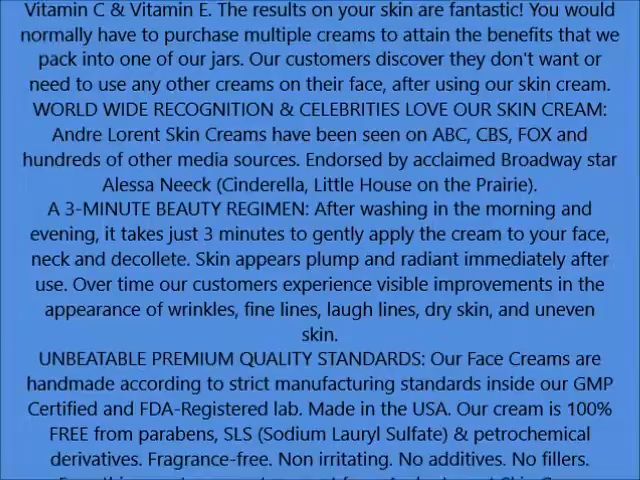 Vitamin C & Vitamin E. The results on your skin are fantastic! You would
normally have to purchase multiple creams to attain the benefits that we
pack into one of our jars. Our customers discover they don't want or
need to use any other creams on their face, after using our skin cream.
WORLD WIDE RECOGNITION & CELEBRITIES LOVE OUR SKIN CREAM:
Andre Lorent Skin Creams have been seen on ABC, CBS, FOX and
hundreds of other media sources. Endorsed by acclaimed Broadway star
Alessa Neeck (Cinderella, Little House on the Prairie).
A 3-MINUTE BEAUTY REGIMEN: After washing in the morning and
evening, it takes just 3 minutes to gently apply the cream to your face,
neck and decollete. Skin appears plump and radiant immediately after
use. Over time our customers experience visible improvements in the
appearance of wrinkles, fine lines, laugh lines, dry skin, and uneven
skin.
UNBEATABLE PREMIUM QUALITY STANDARDS: Our Face Creams are
handmade according to strict manufacturing standards inside our GMP
Certified and FDA-Registered lab. Made in the USA. Our cream is 100%
FREE from parabens, SLS (Sodium Lauryl Sulfate) & petrochemical
derivatives. Fragrance-free. Non irritating. No additives. No fillers.